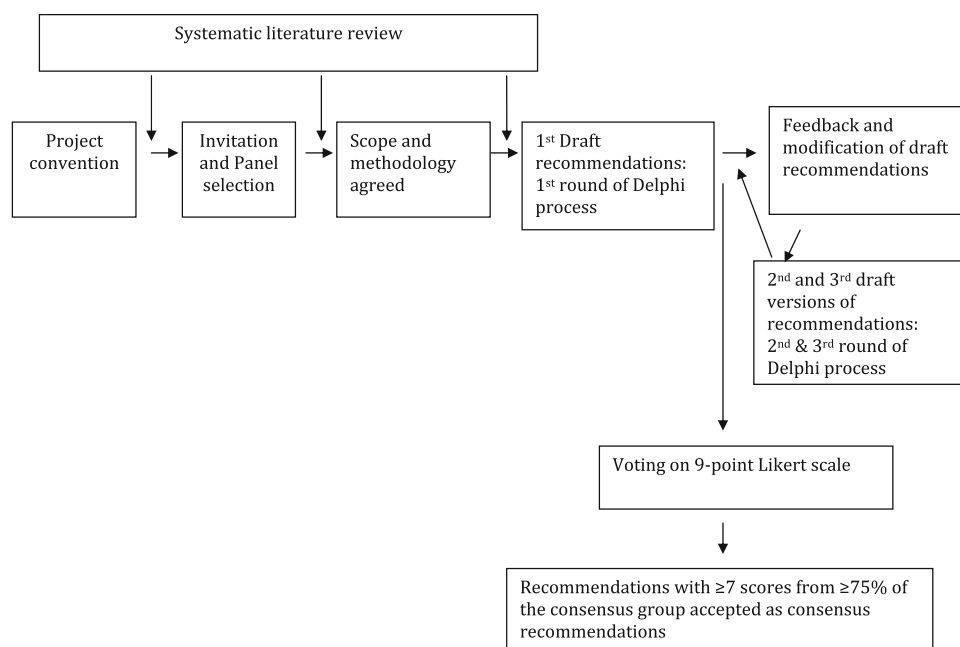 Systematic literature review
Project
convention
Invitation
and Panel
selection
Scope and
methodology
agreed
1st Draft
recommendations:
1st round of Delphi
process
Feedback and
modification of draft
recommendations
2nd and 3rd draft
versions of
recommendations:
2nd & 3rd round of
Delphi process
Voting on 9-point Likert scale
Recommendations with ≥7 scores from ≥75% of
the consensus group accepted as consensus
recommendations